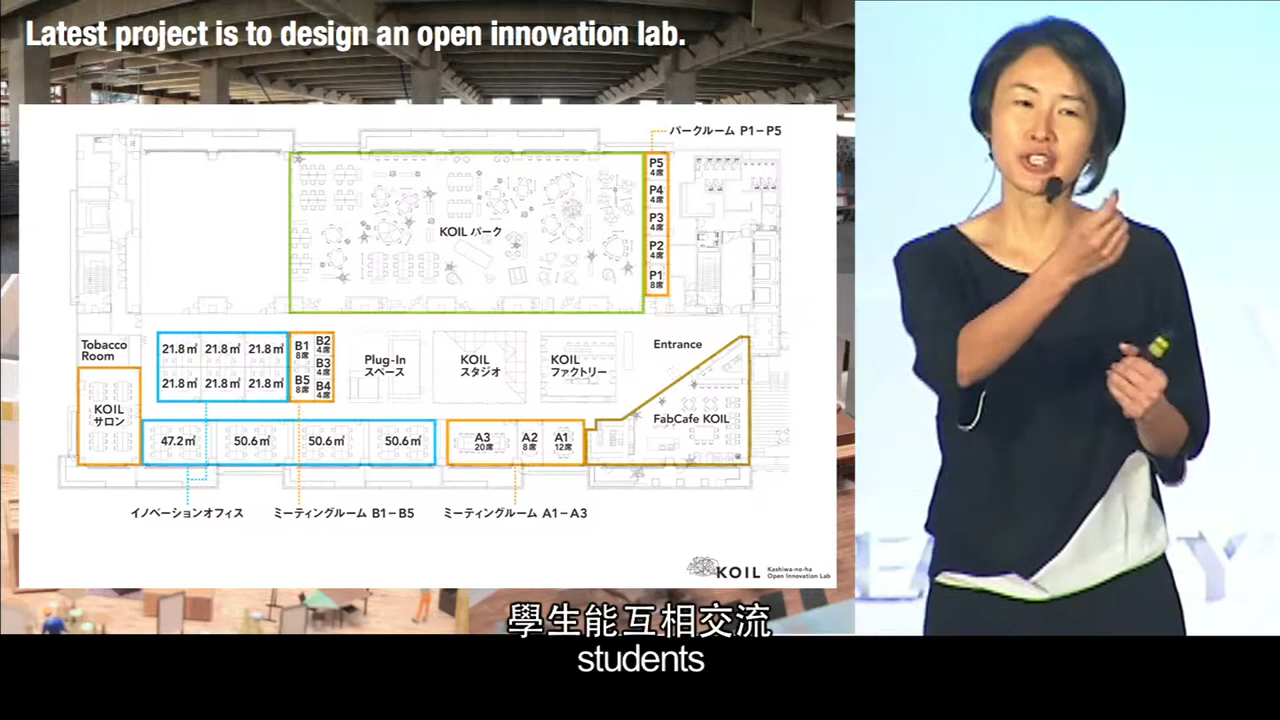 Latest project is to design an open innovation lab.
パークルーム P1−P5
P5
4席
P4
4席
P3
4席
P2
4席
P1
8席
KOIL パーク
Tobacco
Room
21.8㎡ 21.8㎡ 21.8㎡
21.8㎡ 21.8㎡ 21.8㎡
B1
8席
B2
4席
B3
4席
B5
8席
B4
4席
Plug-In
スペース
KOIL
スタジオ
KOIL
ファクトリー
Entrance
KOIL
サロン
47.2㎡ 50.6㎡ 50.6㎡ 50.6㎡
A3
20席
A2
8席
A1
12席
FabCafe KOIL
イノベーションオフィス
ミーティングルーム B1−B5
ミーティングルーム A1−A3
KOIL
Kashiwa-no-ha
Open Innovation Lab
學生能互相交流
students